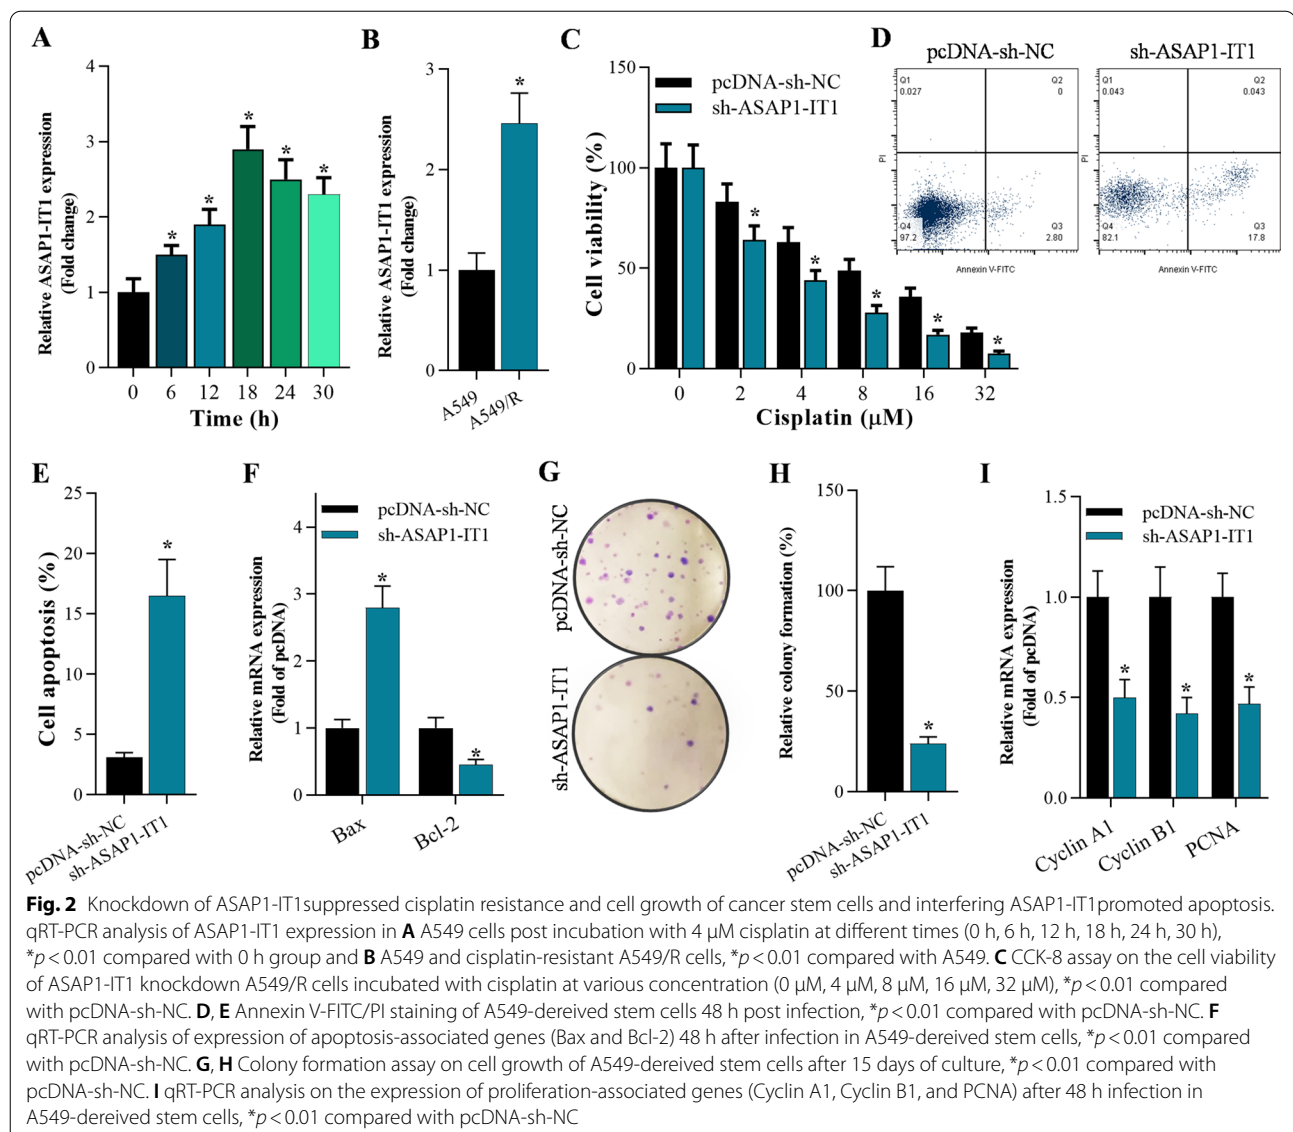 A
Relative ASAP1-IT1 expression
(Fold change)
4
3
2
1
0
*
*
*
*
*
0 6 12 18 24 30
Time (h)
B
Relative ASAP1-IT1 expression
(Fold change)
3
2
1
0
*
A549
A549/R
C
Cell viability (%)
150
100
50
0
pcDNA-sh-NC
sh-ASAP1-IT1
*
*
*
*
*
0 2 4 8 16 32
Cisplatin (μM)
D
pcDNA-sh-NC
Q1
0.027
Q2
0
Q4
97.2
Q3
2.80
PI
Annexin V-FITC
sh-ASAP1-IT1
Q1
0.043
Q2
0.043
Q4
82.1
Q3
17.8
PI
Annexin V-FITC
E
Cell apoptosis (%)
25
20
15
10
5
0
*
pcDNA-sh-NC
sh-ASAP1-IT1
F
Relative mRNA expression
(Fold of pcDNA)
4
3
2
1
0
pcDNA-sh-NC
sh-ASAP1-IT1
*
*
Bax
Bcl-2
G
pcDNA-sh-NC
sh-ASAP1-IT1
H
Relative colony formation (%)
150
100
50
0
*
pcDNA-sh-NC
sh-ASAP1-IT1
I
Relative mRNA expression
(Fold of pcDNA)
1.5
1.0
0.5
0.0
pcDNA-sh-NC
sh-ASAP1-IT1
*
*
*
Cyclin A1
Cyclin B1
PCNA
Fig. 2 Knockdown of ASAP1-IT1suppressed cisplatin resistance and cell growth of cancer stem cells and interfering ASAP1-IT1promoted apoptosis.
qRT-PCR analysis of ASAP1-IT1 expression in A A549 cells post incubation with 4 μM cisplatin at different times (0 h, 6 h, 12 h, 18 h, 24 h, 30 h),
*p < 0.01 compared with 0 h group and B A549 and cisplatin-resistant A549/R cells, *p < 0.01 compared with A549. C CCK-8 assay on the cell viability
of ASAP1-IT1 knockdown A549/R cells incubated with cisplatin at various concentration (0 μM, 4 μM, 8 μM, 16 μM, 32 μM), *p < 0.01 compared
with pcDNA-sh-NC. D, E Annexin V-FITC/PI staining of A549-dereived stem cells 48 h post infection, *p < 0.01 compared with pcDNA-sh-NC. F
qRT-PCR analysis of expression of apoptosis-associated genes (Bax and Bcl-2) 48 h after infection in A549-dereived stem cells, *p < 0.01 compared
with pcDNA-sh-NC. G, H Colony formation assay on cell growth of A549-dereived stem cells after 15 days of culture, *p < 0.01 compared with
pcDNA-sh-NC. I qRT-PCR analysis on the expression of proliferation-associated genes (Cyclin A1, Cyclin B1, and PCNA) after 48 h infection in
A549-dereived stem cells, *p < 0.01 compared with pcDNA-sh-NC